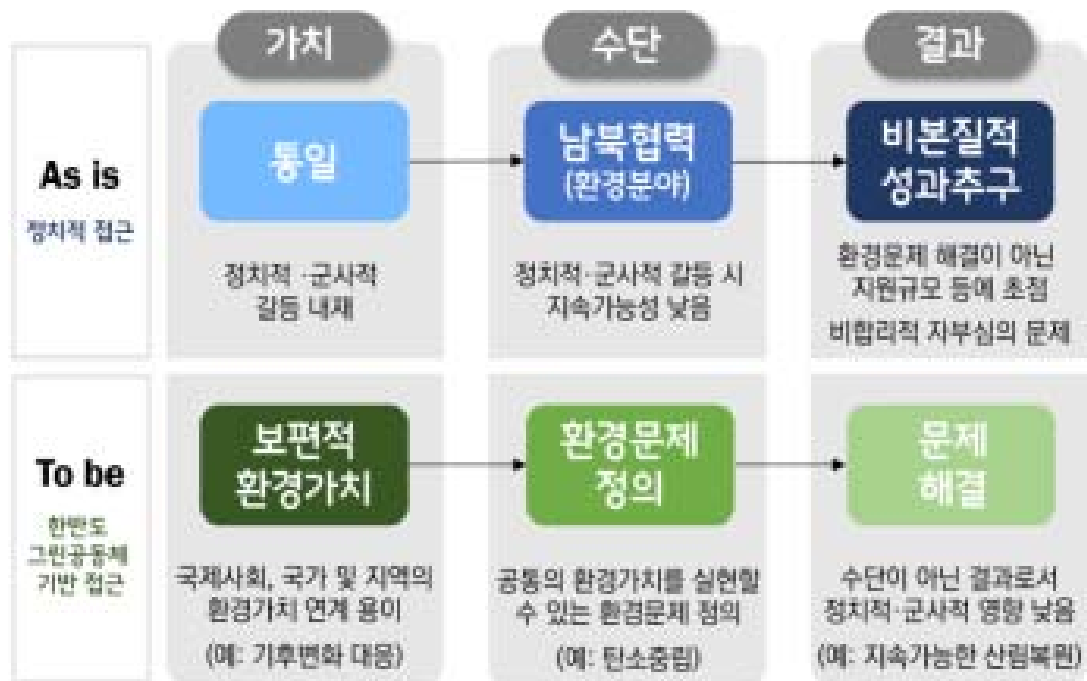 가치
수단
결과
As is
정치적 접근
통일
정치적·군사적
갈등 내재
남북협력
(환경분야)
정치적·군사적 갈등 시
지속가능성 낮음
비본질적
성과추구
환경문제 해결이 아닌
지원규모 등에 초점
비합리적 자부심의 문제
To be
한반도
그린공동체
기반 접근
보편적
환경가치
국제사회, 국가 및 지역의
환경가치 연계 용이
(예: 기후변화 대응)
환경문제
정의
공통의 환경가치를 실현할
수 있는 환경문제 정의
(예: 탄소중립)
문제
해결
수단이 아닌 결과로서
정치적·군사적 영향 낮음
(예: 지속가능한 산림복원)